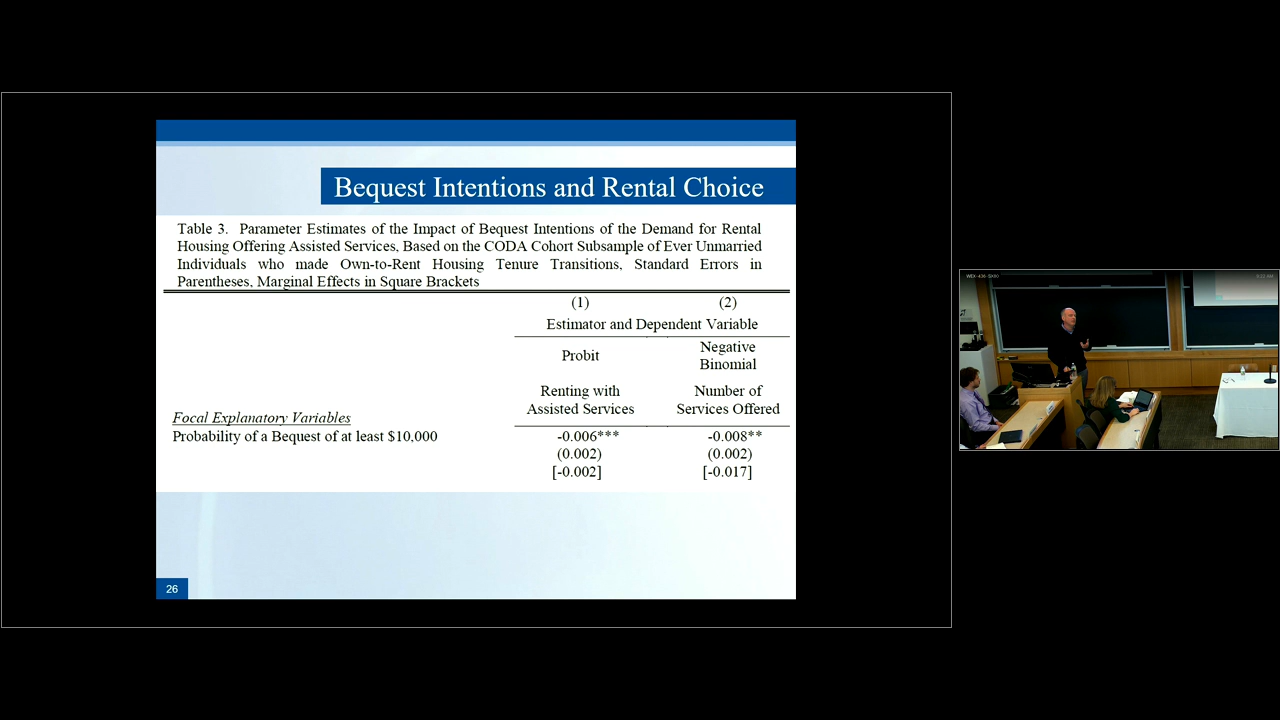 Bequest Intentions and Rental Choice
Table 3. Parameter Estimates of the Impact of Bequest Intentions of the Demand for Rental
Housing Offering Assisted Services, Based on the CODA Cohort Subsample of Ever Unmarried
Individuals who made Own-to-Rent Housing Tenure Transitions, Standard Errors in
Parentheses, Marginal Effects in Square Brackets
(1) (2)
Estimator and Dependent Variable
Probit
Negative
Binomial
Renting with
Assisted Services
Number of
Services Offered
Focal Explanatory Variables
Probability of a Bequest of at least $10,000 -0.006*** -0.008**
(0.002) (0.002)
[-0.002] [-0.017]
26